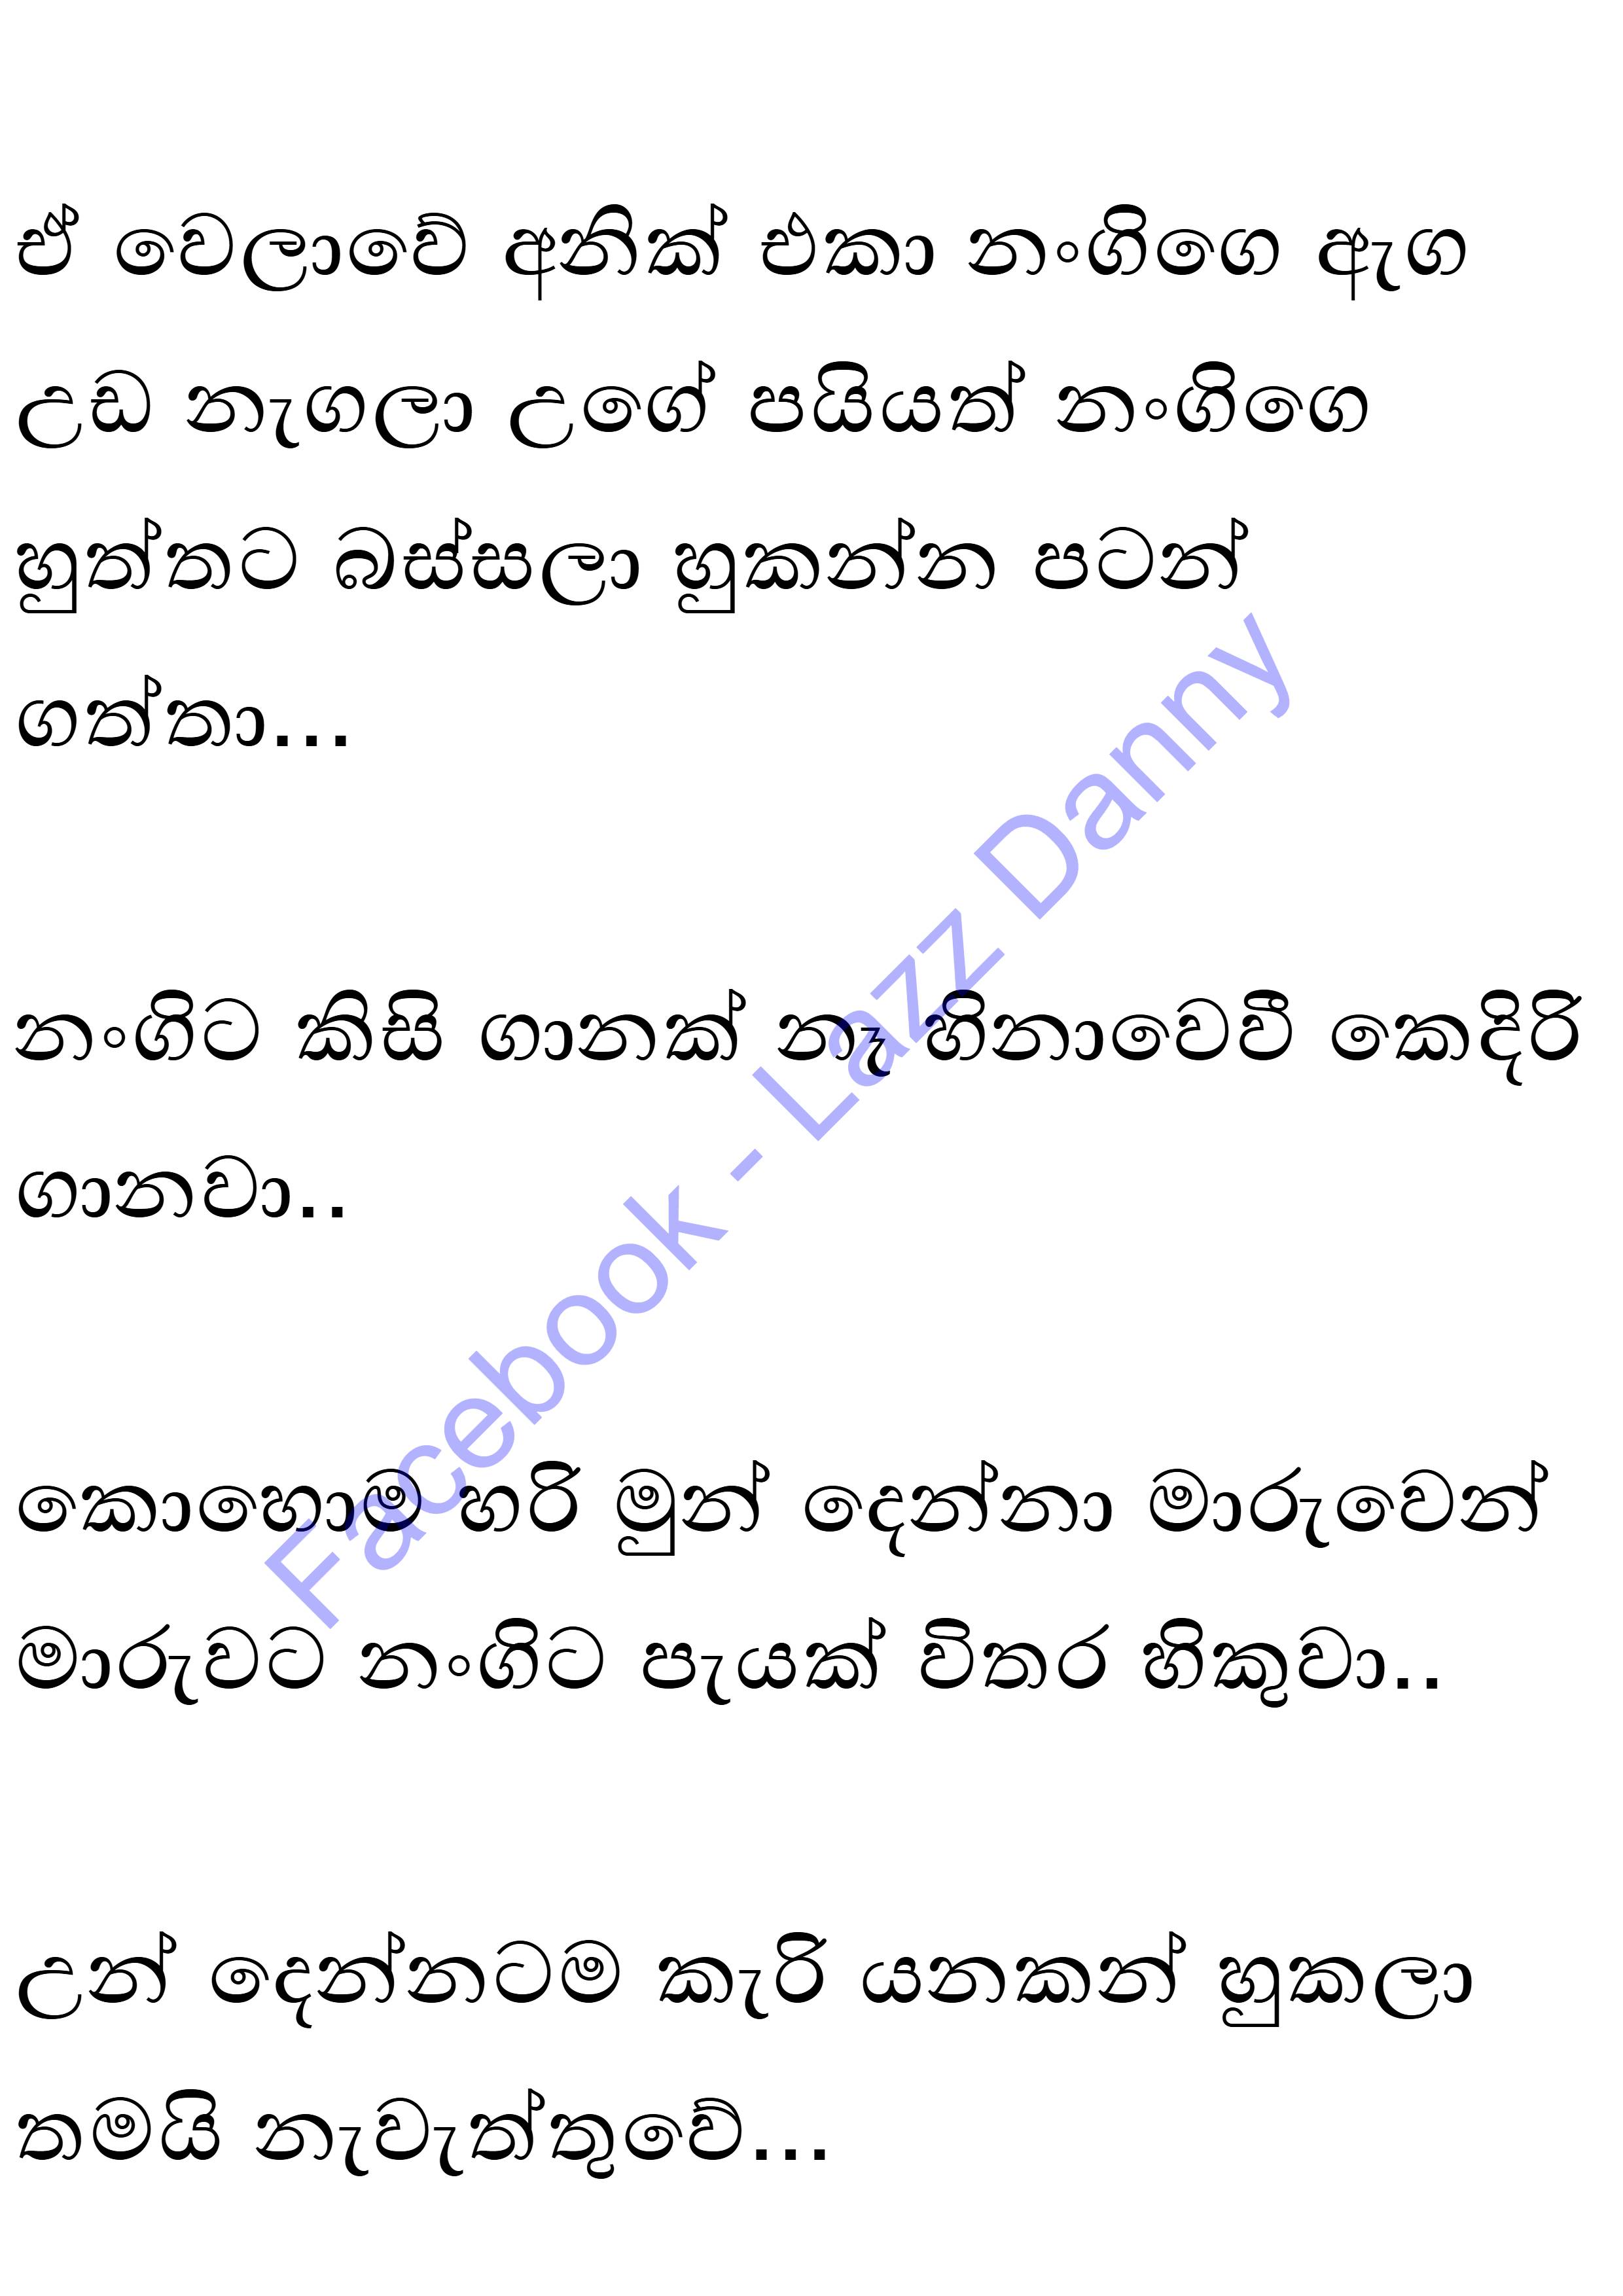 ඒ වෙලාවේ අනික් එකා නංගිගෙ ඇග
උඩ නැගලා උගේ පයියත් නංගිගෙ
හුත්තට බස්සලා හුකන්න පටන්
ගත්තා...
නංගිට කිසි ගානක් නෑ හිනාවෙවී කෙදිරි
ගානවා..
කොහොම හරි මුන් දෙන්නා මාරුවෙන්
මාරුවට නංගිට පැයක් විතර හිකුවා..
උන් දෙන්නටම කැරි යනකන් හුකලා
තමයි නැවැත්තුවේ...
Facebook - Lazz Danny